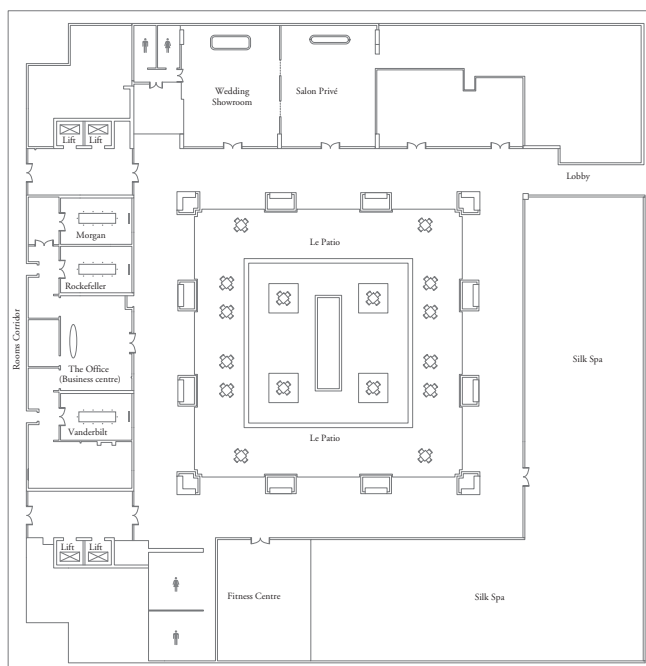 Wedding
Showroom
Salon Privé
Lift
Lift
Lobby
Morgan
Le Patio
Rockefeller
Rooms Corridor
The Office
(Business centre)
Silk Spa
Vanderbilt
Le Patio
Lift
Lift
Fitness Centre
Silk Spa